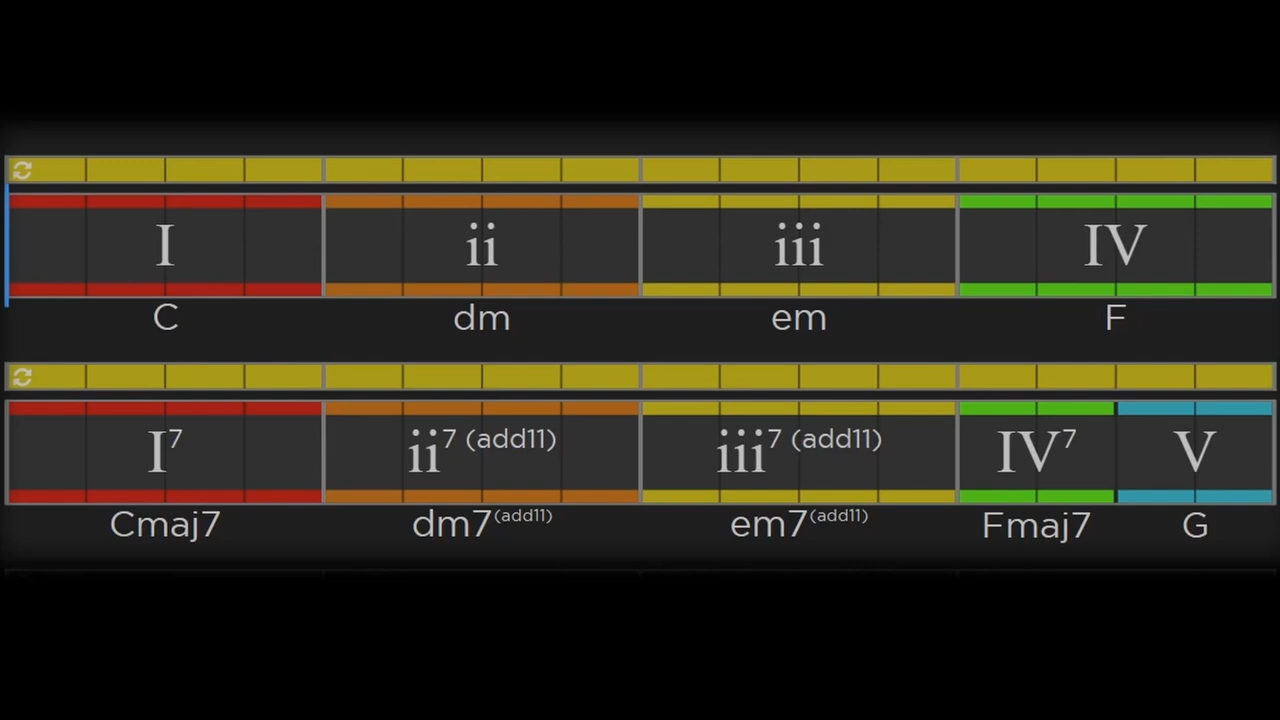 I ii iii IV
C dm em F
I7 ii7 (add11) iii7 (add11) IV7 V
Cmaj7 dm7(add11) em7(add11) Fmaj7 G